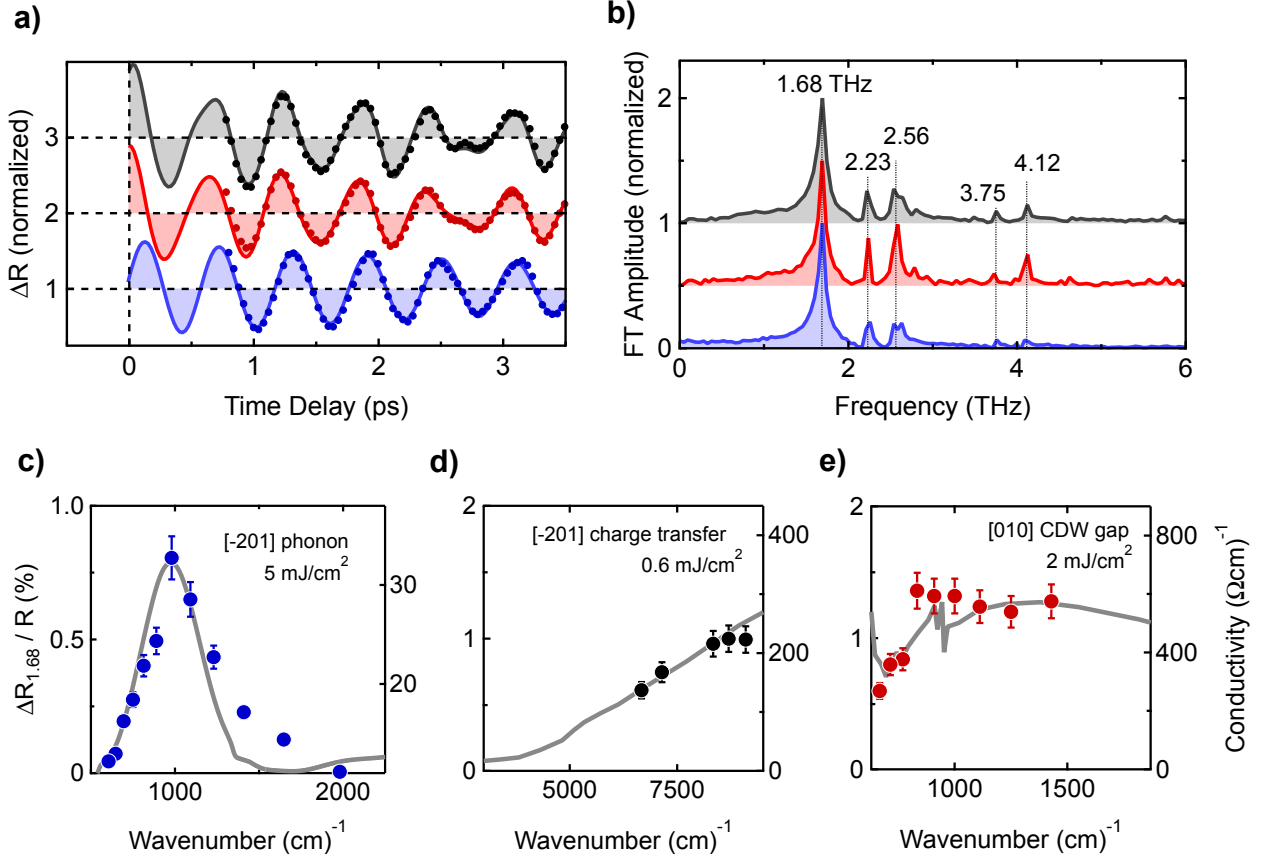 a)
ΔR (normalized)
3
2
1
0
1
2
3
Time Delay (ps)
b)
FT Amplitude (normalized)
2
1
0
1.68 THz
2.23
2.56
3.75
4.12
0
2
4
6
Frequency (THz)
c)
ΔR1.68 / R (%)
1.0
0.5
0
[-201] phonon
5 mJ/cm²
30
20
1000
2000
Wavenumber (cm)⁻¹
d)
2
1
0
[-201] charge transfer
0.6 mJ/cm²
400
200
0
5000
7500
Wavenumber (cm)⁻¹
e)
2
1
0
[010] CDW gap
2 mJ/cm²
800
400
0
1000
1500
Wavenumber (cm)⁻¹
Conductivity (Ωcm)⁻¹